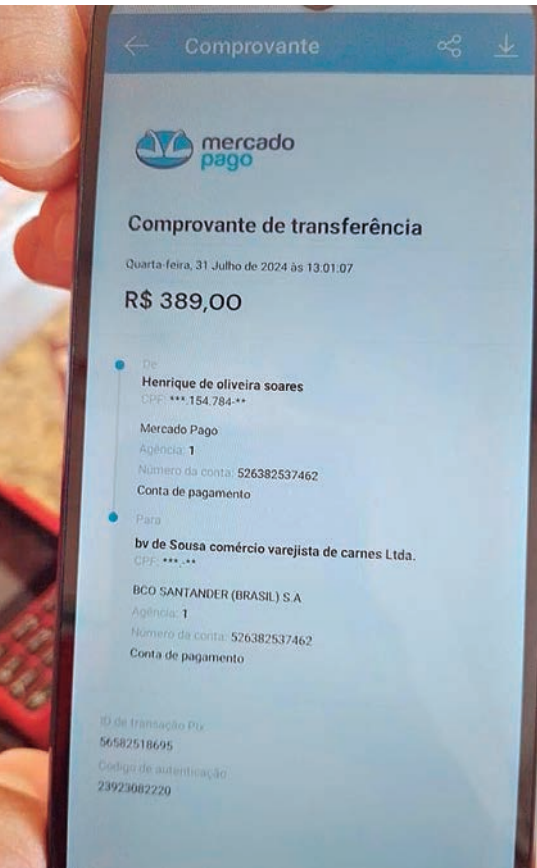 Comprovante
mercado
pago
Comprovante de transferência
Quarta-feira, 31 Julho de 2024 às 13:01:07
R$ 389,00
De
Henrique de oliveira soares
CPF: ***.154.784-**
Mercado Pago
Agência: 1
Número da conta: 526382537462
Conta de pagamento
Para
bv de Sousa comércio varejista de carnes Ltda.
CPF: ***.-**
BCO SANTANDER (BRASIL) S.A
Agência: 1
Número da conta: 526382537462
Conta de pagamento
ID de transação Pix
56582518695
Código de autenticação
23923082220